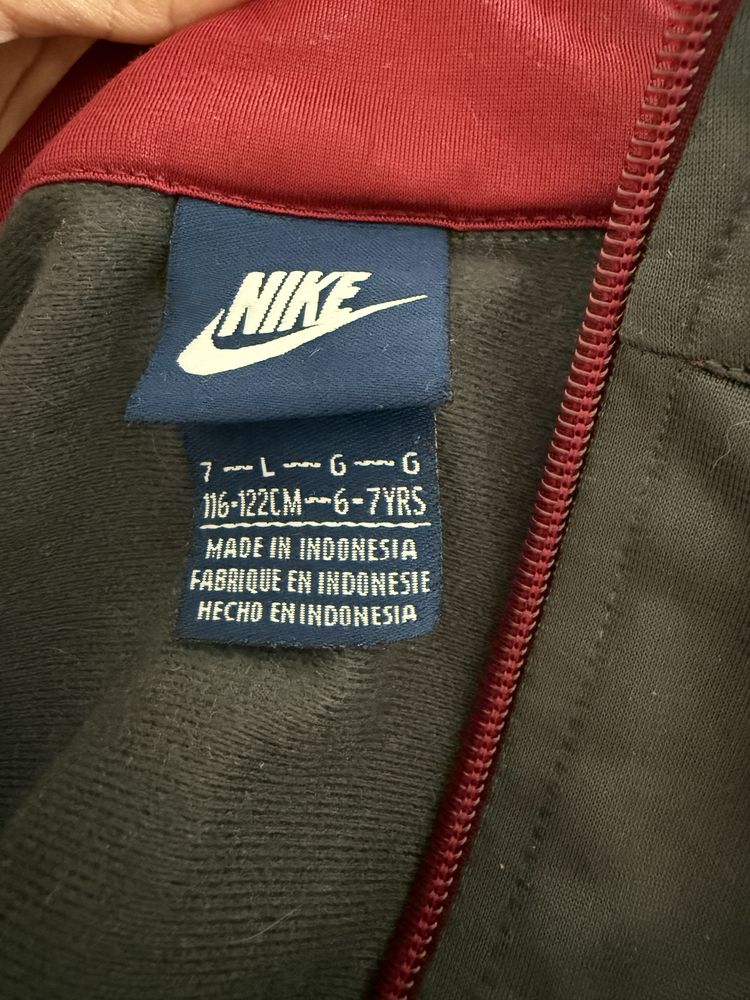 NIKE
7 — L — G — G
116-122CM — 6-7YRS
MADE IN INDONESIA
FABRIQUE EN INDONESIE
HECHO EN INDONESIA